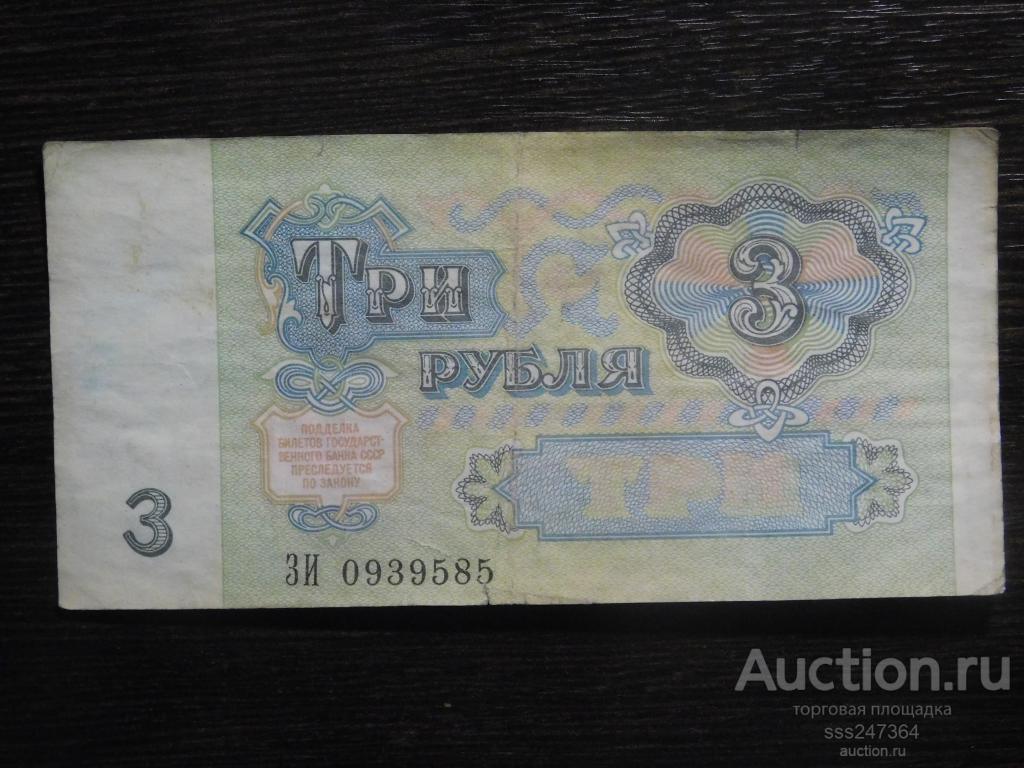 ТРИ
РУБЛЯ
3
ПОДДЕЛКА
БИЛЕТОВ ГОСУДАРСТ-
ВЕННОГО БАНКА СССР
ПРЕСЛЕДУЕТСЯ
ПО ЗАКОНУ
ТРИ
3
ЗИ 0939585
Auction.ru
торговая площадка
sss247364
auction.ru